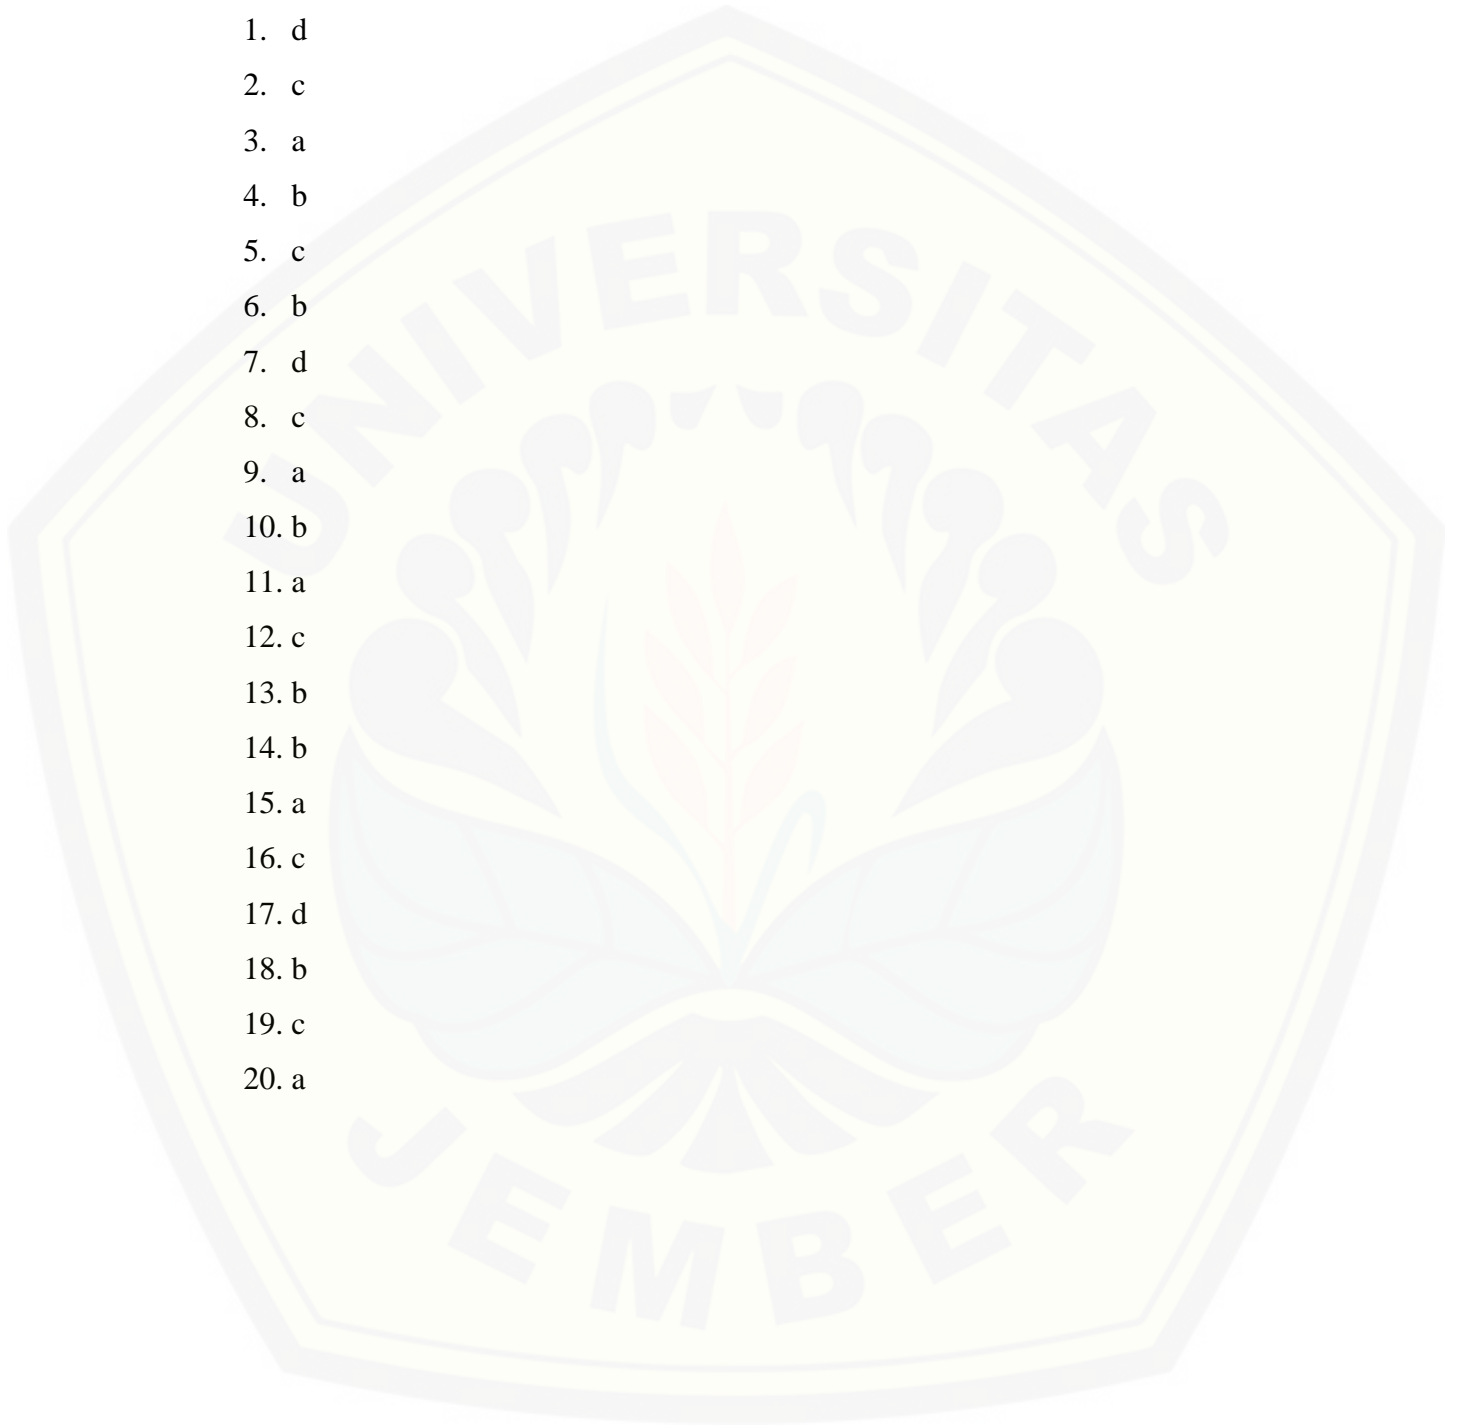 1. d
2. c
3. a
4. b
5. c
6. b
7. d
8. c
9. a
10. b
11. a
12. c
13. b
14. b
15. a
16. c
17. d
18. b
19. c
20. a
UNIVERSITAS
JEMBER